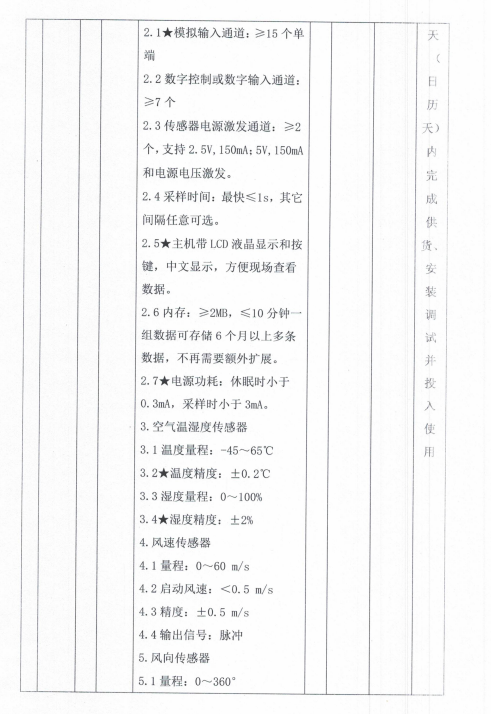 2.1★模拟输入通道：≥15个单
端
2.2数字控制或数字输入通道：
≥7个
2.3传感器电源激发通道：≥2
个,支持2.5V,150mA;5V,150mA
和电源电压激发。
2.4采样时间：最快≤1s，其它
间隔任意可选。
2.5★主机带LCD液晶显示和按
键，中文显示，方便现场查看
数据。
2.6内存：≥2MB，≤10分钟一
组数据可存储6个月以上多条
数据，不再需要额外扩展。
2.7★电源功耗：休眠时小于
0.3mA，采样时小于3mA。
3.空气温湿度传感器
3.1温度量程：-45～65℃
3.2★温度精度：±0.2℃
3.3湿度量程：0～100%
3.4★湿度精度：±2%
4.风速传感器
4.1量程：0～60 m/s
4.2启动风速：＜0.5 m/s
4.3精度：±0.5 m/s
4.4输出信号：脉冲
5.风向传感器
5.1量程：0～360°
天
（
日
历
天）
内
完
成
供
货、
安
装
调
试
并
投
入
使
用